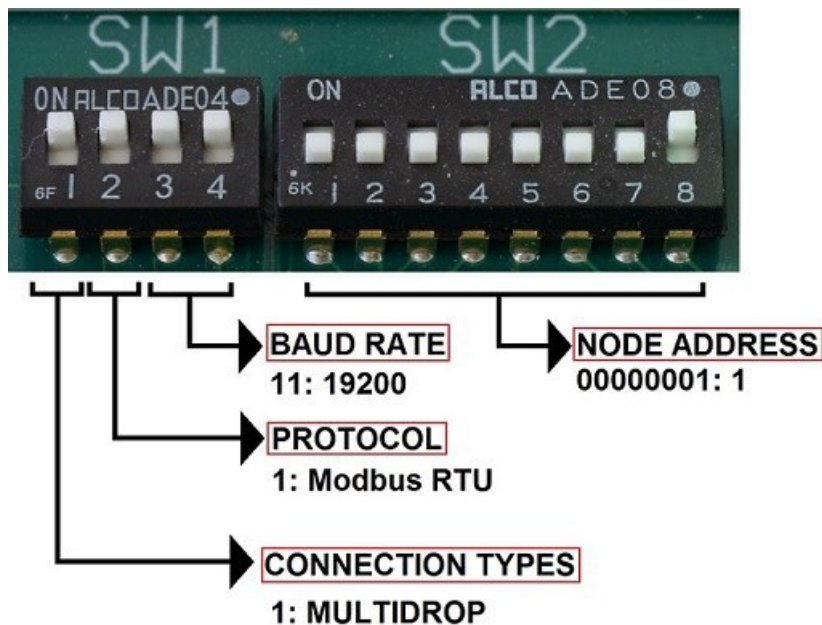 SW1
SW2
ON ALCO ADE04
ON ALCO ADE08
6F 1 2 3 4
6K 1 2 3 4 5 6 7 8
BAUD RATE
11: 19200
NODE ADDRESS
00000001: 1
PROTOCOL
1: Modbus RTU
CONNECTION TYPES
1: MULTIDROP